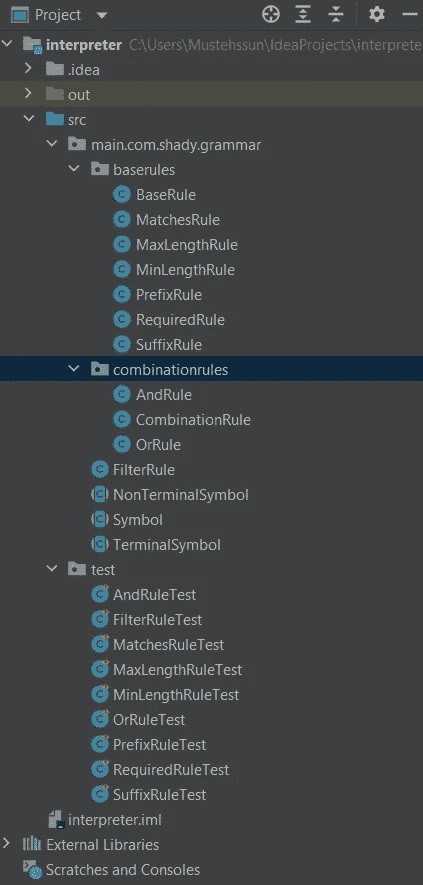 Project
interpreter C:\Users\Mustehssun\IdeaProjects\interprete
.idea
out
src
main.com.shady.grammar
baserules
BaseRule
MatchesRule
MaxLengthRule
MinLengthRule
PrefixRule
RequiredRule
SuffixRule
combinationrules
AndRule
CombinationRule
OrRule
FilterRule
NonTerminalSymbol
Symbol
TerminalSymbol
test
AndRuleTest
FilterRuleTest
MatchesRuleTest
MaxLengthRuleTest
MinLengthRuleTest
OrRuleTest
PrefixRuleTest
RequiredRuleTest
SuffixRuleTest
interpreter.iml
External Libraries
Scratches and Consoles